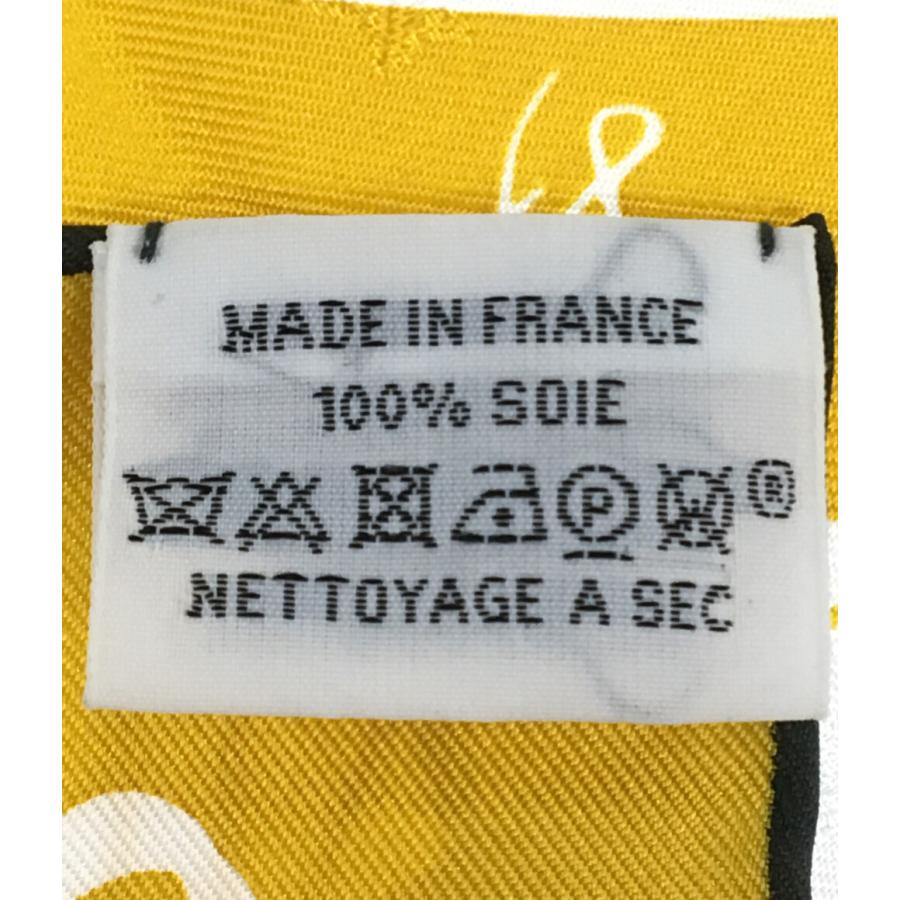 MADE IN FRANCE
100% SOIE
P W ®
NETTOYAGE A SEC